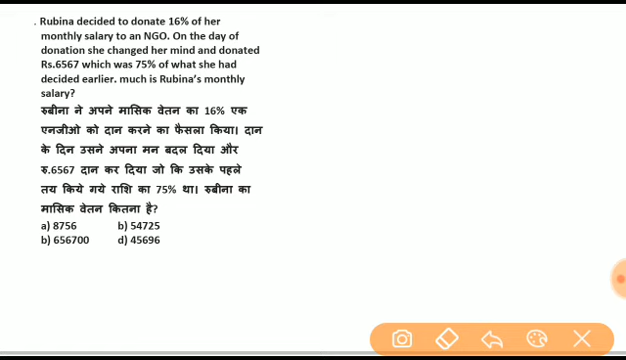 . Rubina decided to donate 16% of her
monthly salary to an NGO. On the day of
donation she changed her mind and donated
Rs.6567 which was 75% of what she had
decided earlier. much is Rubina's monthly
salary?
रुबीना ने अपने मासिक वेतन का 16% एक
एनजीओ को दान करने का फैसला किया। दान
के दिन उसने अपना मन बदल दिया और
रु.6567 दान कर दिया जो कि उसके पहले
तय किये गये राशि का 75% था। रुबीना का
मासिक वेतन कितना है?
a) 8756 b) 54725
b) 656700 d) 45696